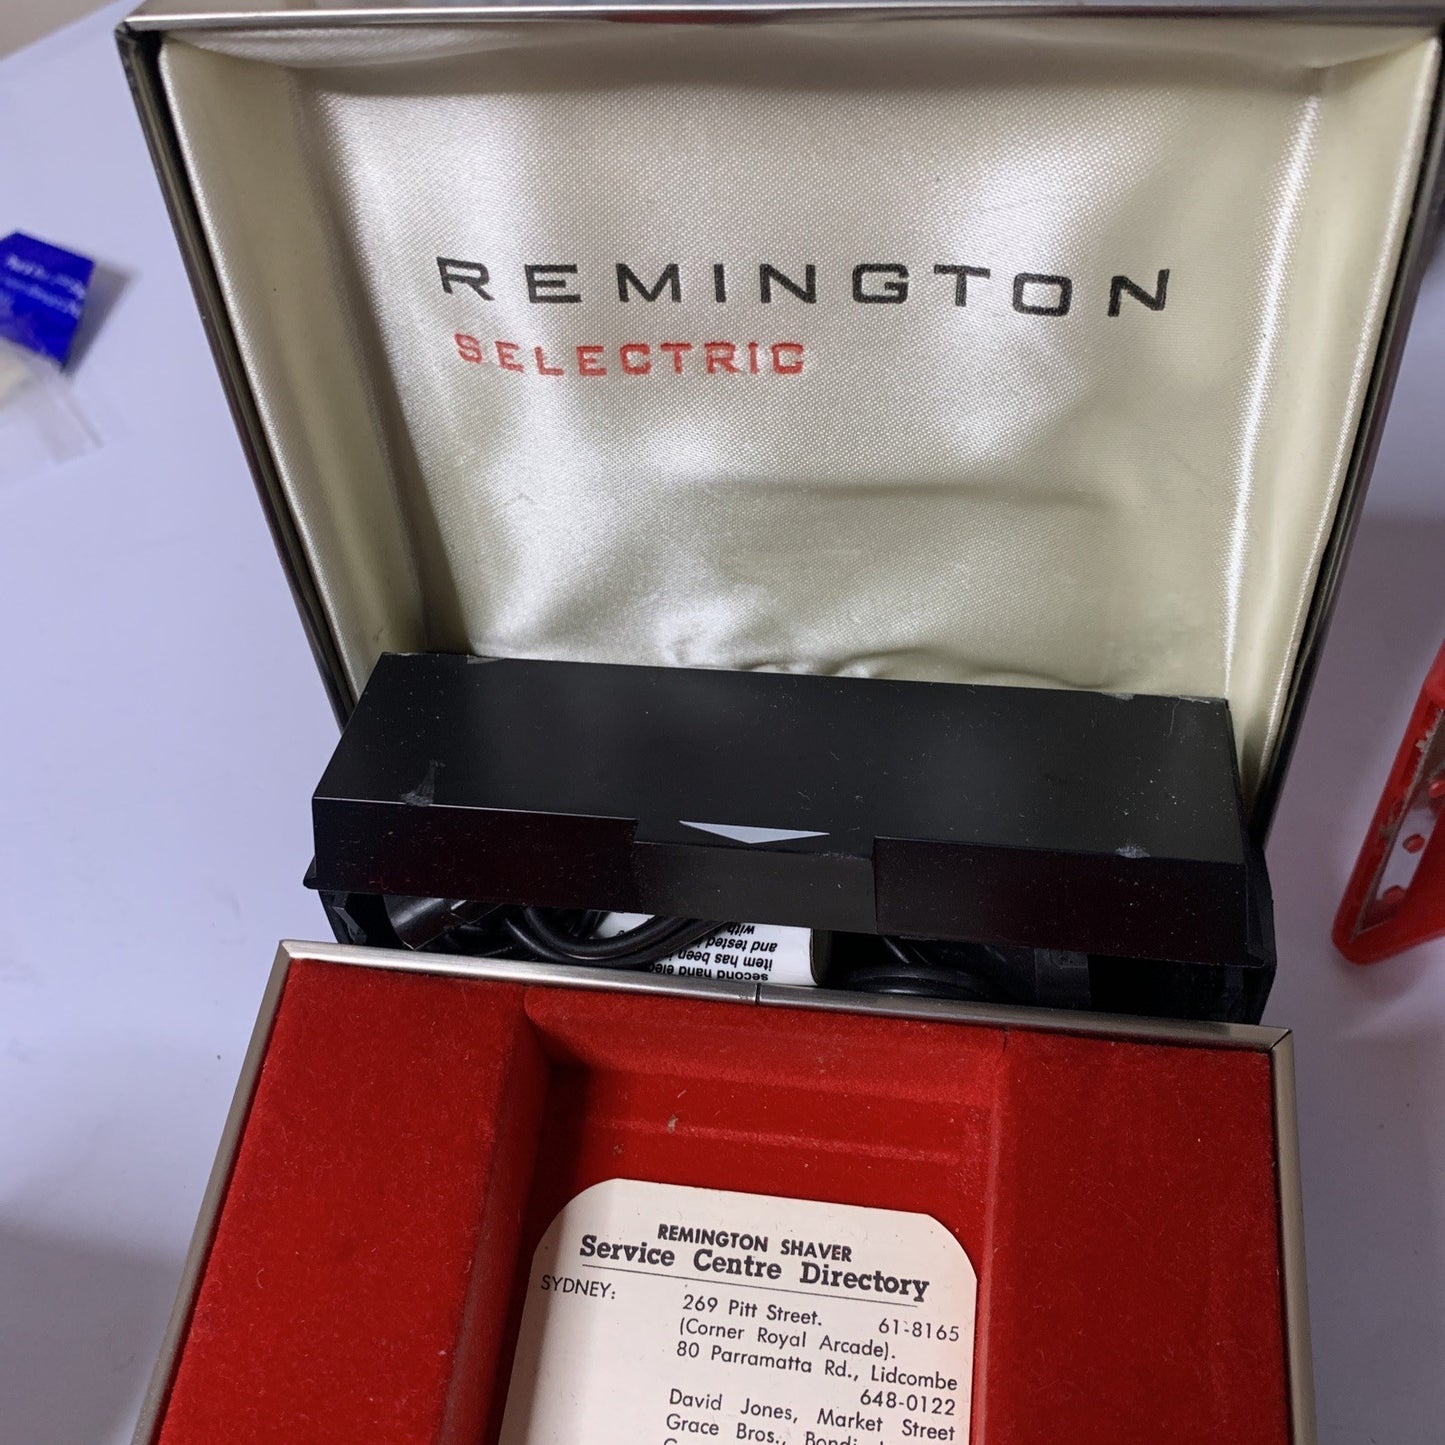 REMINGTON
SELECTRIC
with
and tested
item has been
second hand
REMINGTON SHAVER
Service Centre Directory
SYDNEY: 269 Pitt Street. 61-8165
(Corner Royal Arcade).
80 Parramatta Rd., Lidcombe
648-0122
David Jones, Market Street
Grace Bros.,